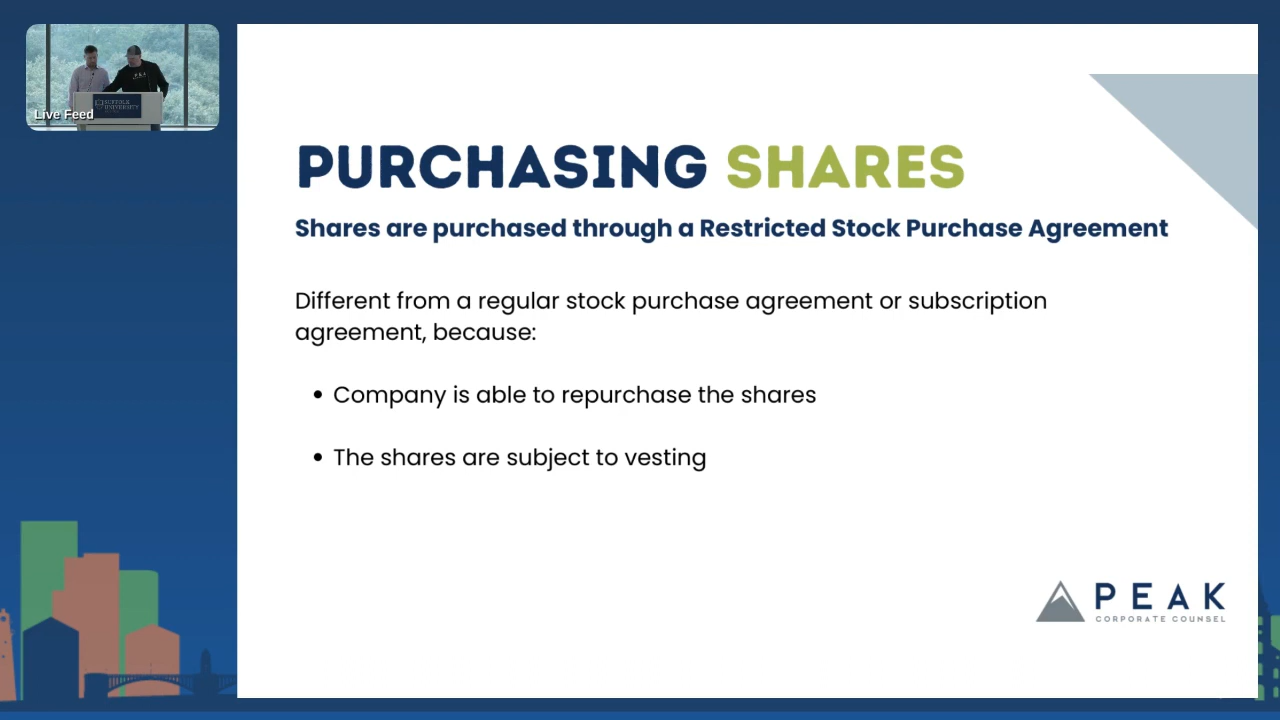 Live Feed
PURCHASING SHARES
Shares are purchased through a Restricted Stock Purchase Agreement
Different from a regular stock purchase agreement or subscription
agreement, because:
• Company is able to repurchase the shares
• The shares are subject to vesting
PEAK
CORPORATE COUNSEL
SUFFOLK
UNIVERSITY